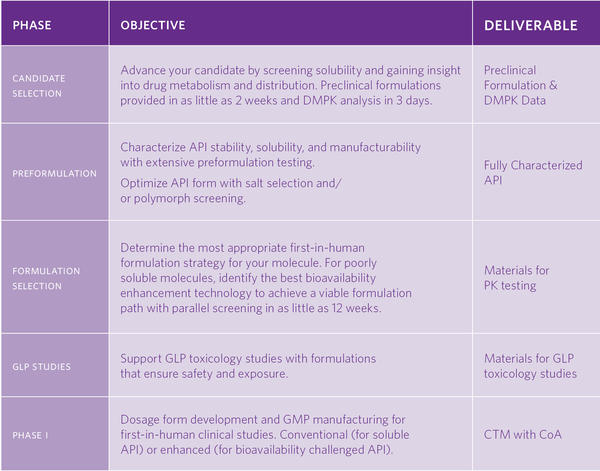 PHASE
OBJECTIVE
DELIVERABLE
CANDIDATE
SELECTION
Advance your candidate by screening solubility and gaining insight
into drug metabolism and distribution. Preclinical formulations
provided in as little as 2 weeks and DMPK analysis in 3 days.
Preclinical
Formulation &
DMPK Data
PREFORMULATION
Characterize API stability, solubility, and manufacturability
with extensive preformulation testing.
Optimize API form with salt selection and/
or polymorph screening.
Fully Characterized
API
FORMULATION
SELECTION
Determine the most appropriate first-in-human
formulation strategy for your molecule. For poorly
soluble molecules, identify the best bioavailability
enhancement technology to achieve a viable formulation
path with parallel screening in as little as 12 weeks.
Materials for
PK testing
GLP STUDIES
Support GLP toxicology studies with formulations
that ensure safety and exposure.
Materials for GLP
toxicology studies
PHASE I
Dosage form development and GMP manufacturing for
first-in-human clinical studies. Conventional (for soluble
API) or enhanced (for bioavailability challenged API).
CTM with CoA